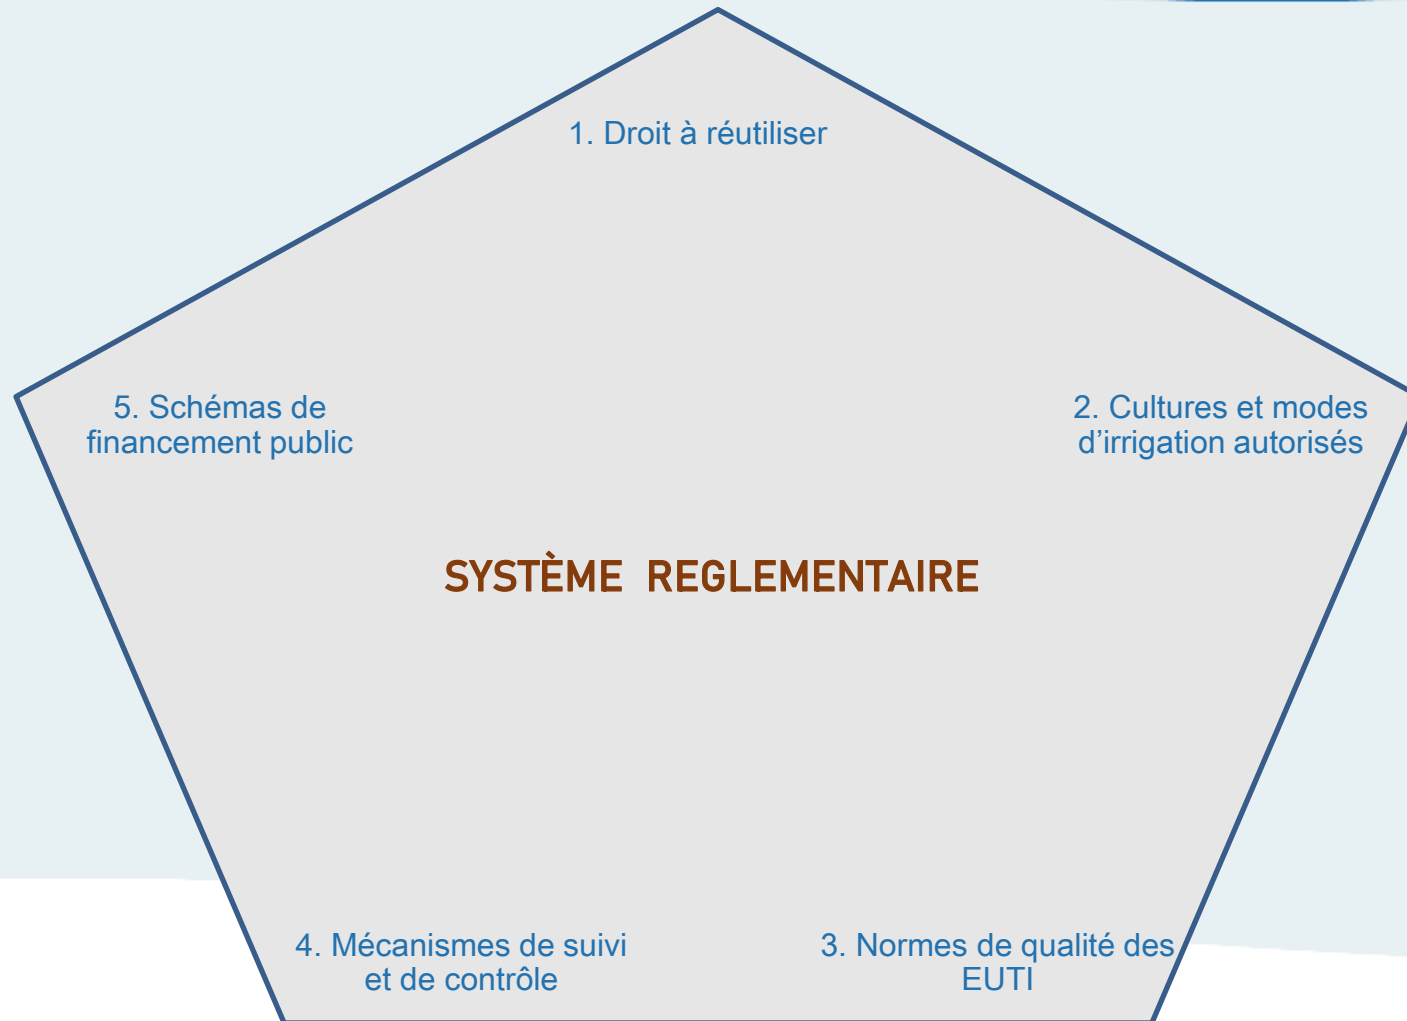 1. Droit à réutiliser
5. Schémas de
financement public
2. Cultures et modes
d’irrigation autorisés
SYSTÈME REGLEMENTAIRE
4. Mécanismes de suivi
et de contrôle
3. Normes de qualité des
EUTI